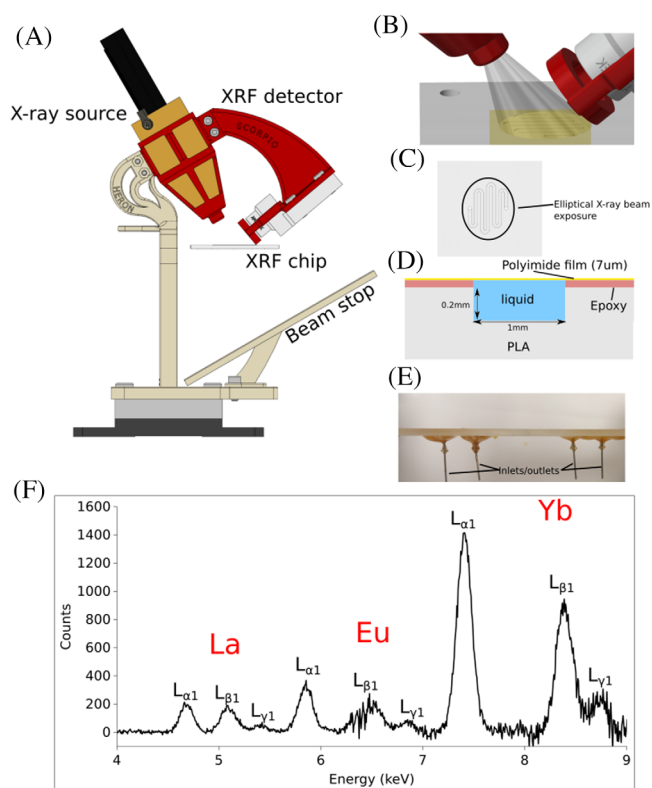 (A)
X-ray source
XRF detector
SCORPIO
HERON
XRF chip
Beam stop
(B)
(C)
Elliptical X-ray beam
exposure
(D)
Polyimide film (7um)
liquid
0.2mm
1mm
Epoxy
PLA
(E)
Inlets/outlets
(F)
1600
1400
1200
1000
800
600
400
200
0
Counts
La
Lα1
Lβ1
Lγ1
Eu
Lα1
Lβ1
Lγ1
Yb
Lα1
Lβ1
Lγ1
4 5 6 7 8 9
Energy (keV)